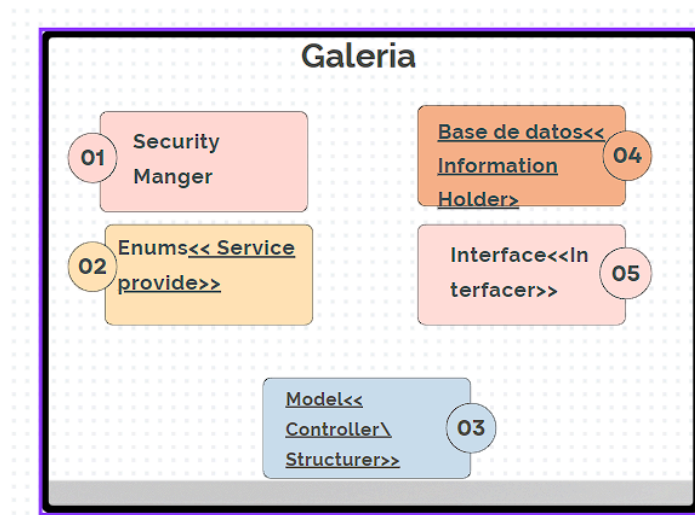 Galeria
01
Security
Manger
02
Enums<< Service
provide>>
Base de datos<<
Information
Holder>
04
Interface<<In
terfacer>>
05
Model<<
Controller\
Structurer>>
03